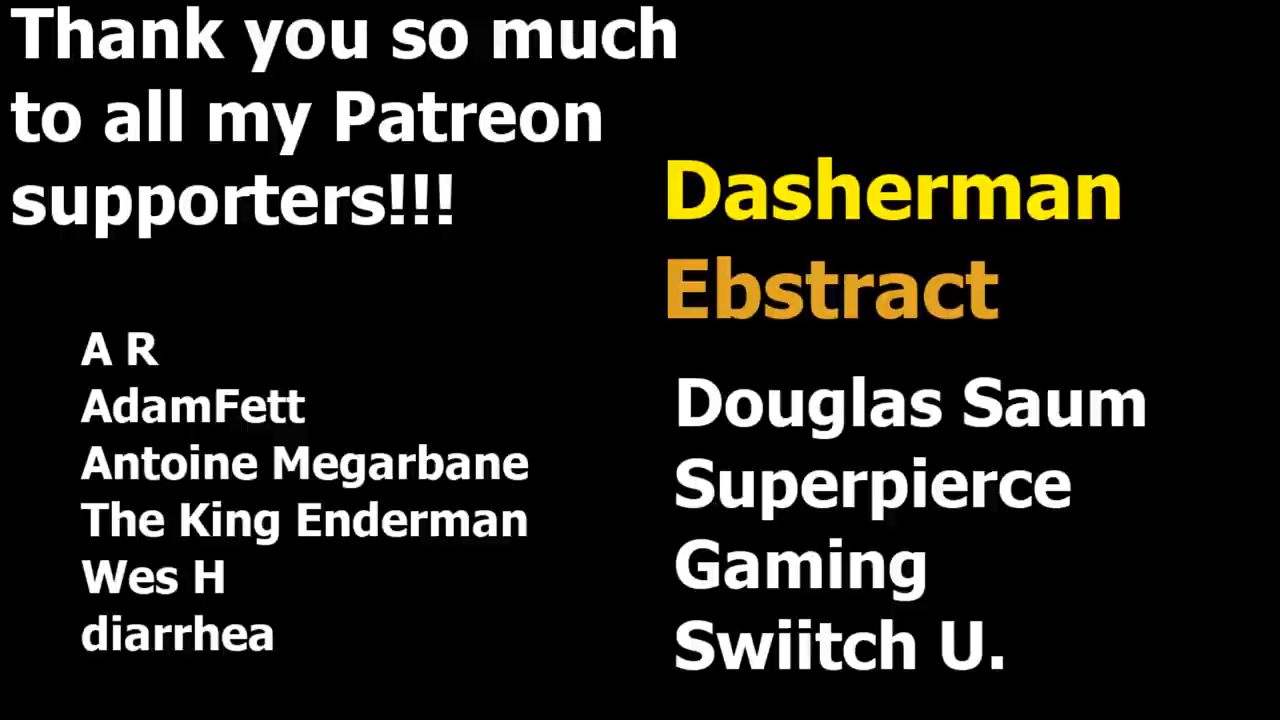 Thank you so much
to all my Patreon
supporters!!!
A R
AdamFett
Antoine Megarbane
The King Enderman
Wes H
diarrhea
Dasherman
Ebstract
Douglas Saum
Superpierce
Gaming
Swiitch U.